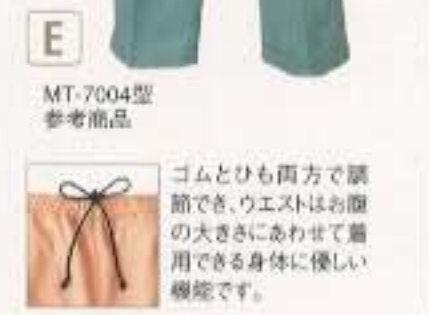 E
MT-7004型
参考商品
ゴムとひも両方で調
節でき、ウエストはお腹
の大きさにあわせて着
用できる身体に優しい
機能です。